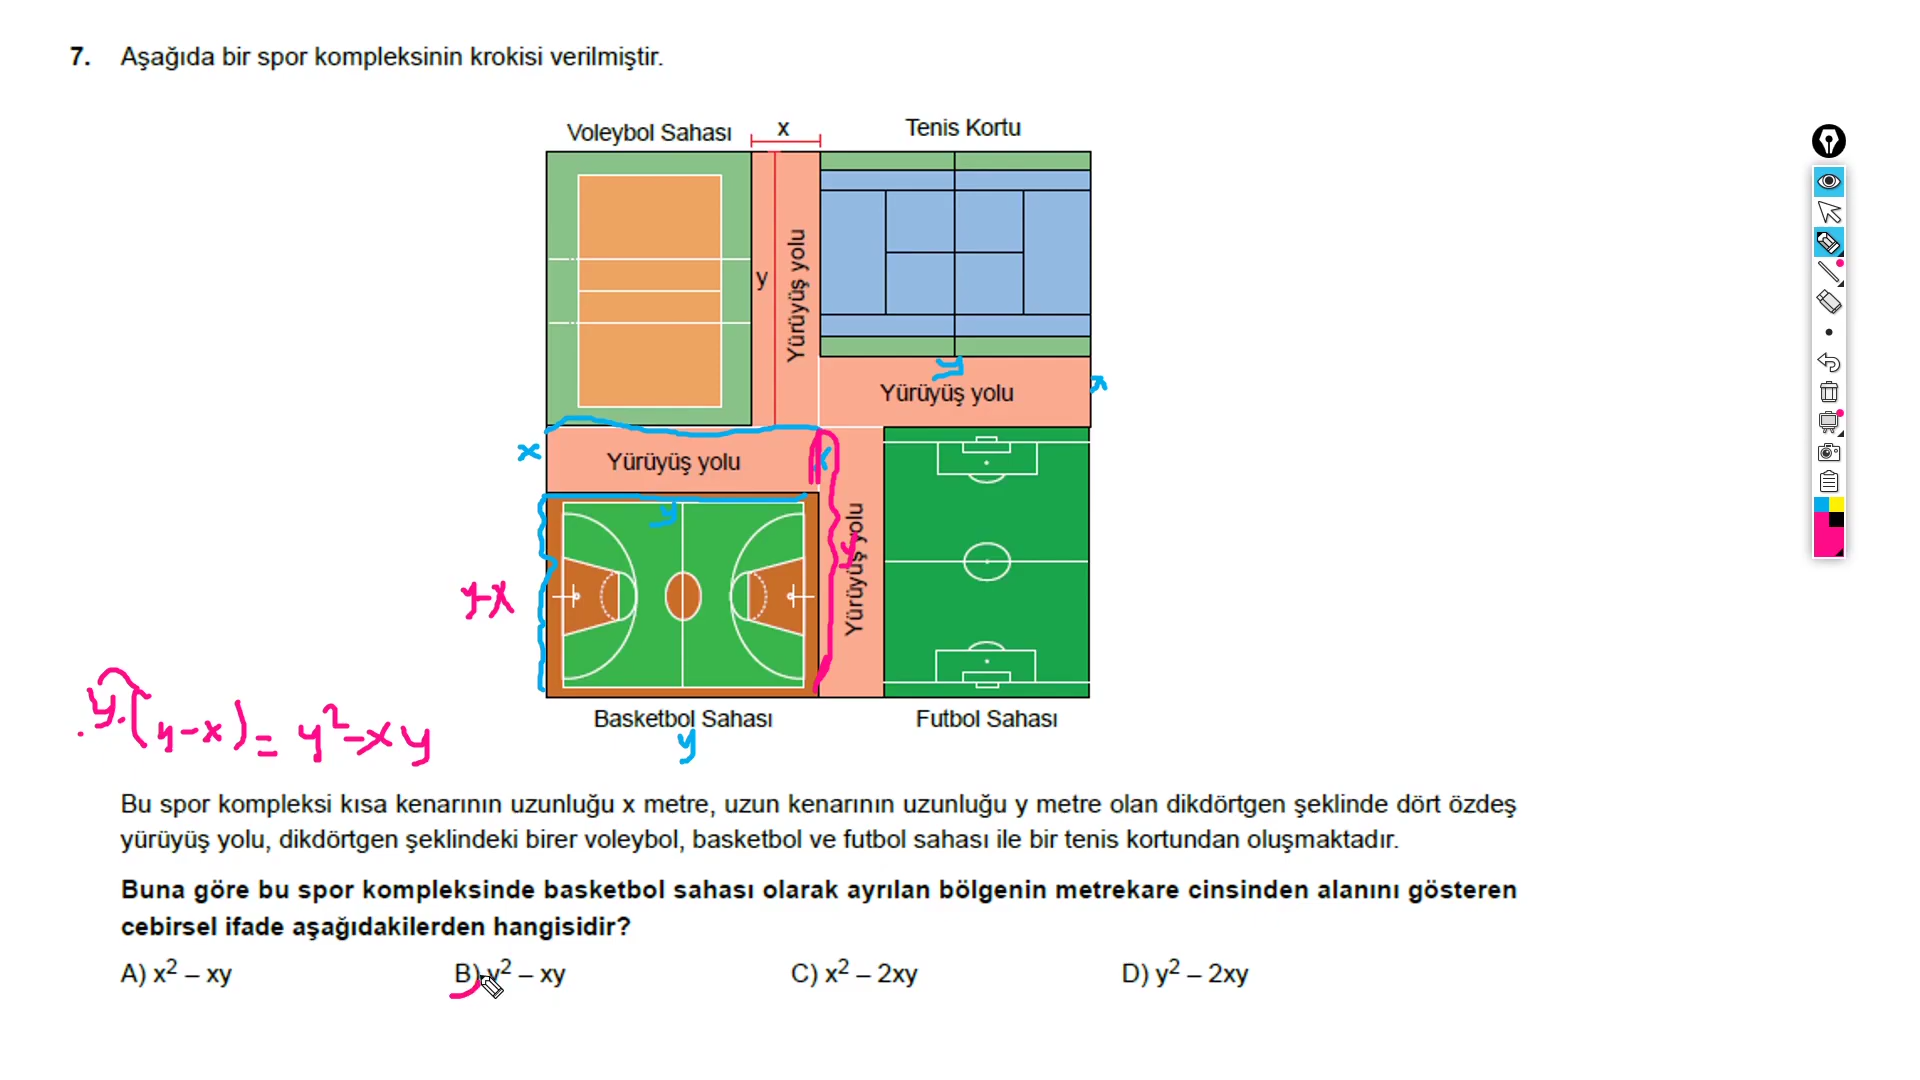 7. Aşağıda bir spor kompleksinin krokisi verilmiştir.
Voleybol Sahası
x
Tenis Kortu
y
Yürüyüş yolu
y
Yürüyüş yolu
x
x
Yürüyüş yolu
x
y
y
Yürüyüş yolu
y-x
Basketbol Sahası
Futbol Sahası
y
y.(y-x)= y²-xy
Bu spor kompleksi kısa kenarının uzunluğu x metre, uzun kenarının uzunluğu y metre olan dikdörtgen şeklinde dört özdeş
yürüyüş yolu, dikdörtgen şeklindeki birer voleybol, basketbol ve futbol sahası ile bir tenis kortundan oluşmaktadır.
Buna göre bu spor kompleksinde basketbol sahası olarak ayrılan bölgenin metrekare cinsinden alanını gösteren
cebirsel ifade aşağıdakilerden hangisidir?
A) x² – xy B) y² – xy C) x² – 2xy D) y² – 2xy